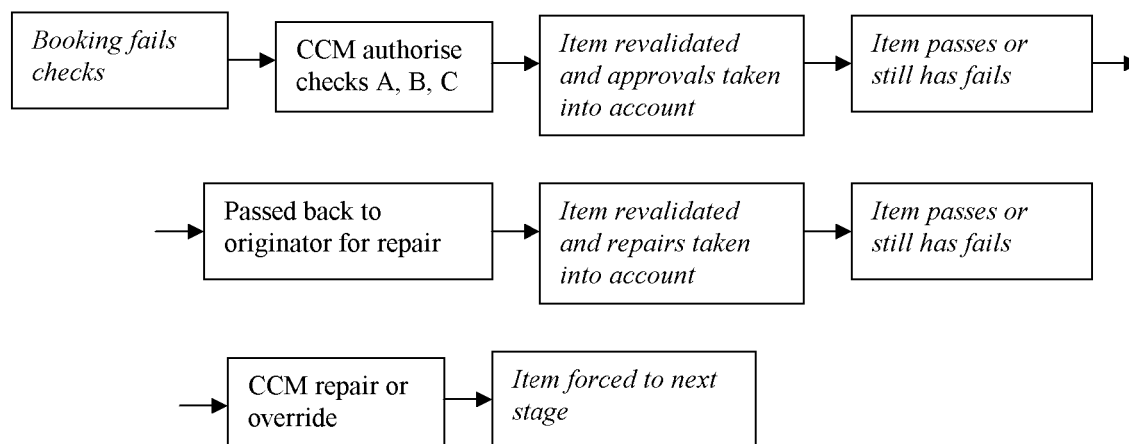 Booking fails
checks
CCM authorise
checks A, B, C
Item revalidated
and approvals taken
into account
Item passes or
still has fails
Passed back to
originator for repair
Item revalidated
and repairs taken
into account
Item passes or
still has fails
CCM repair or
override
Item forced to next
stage